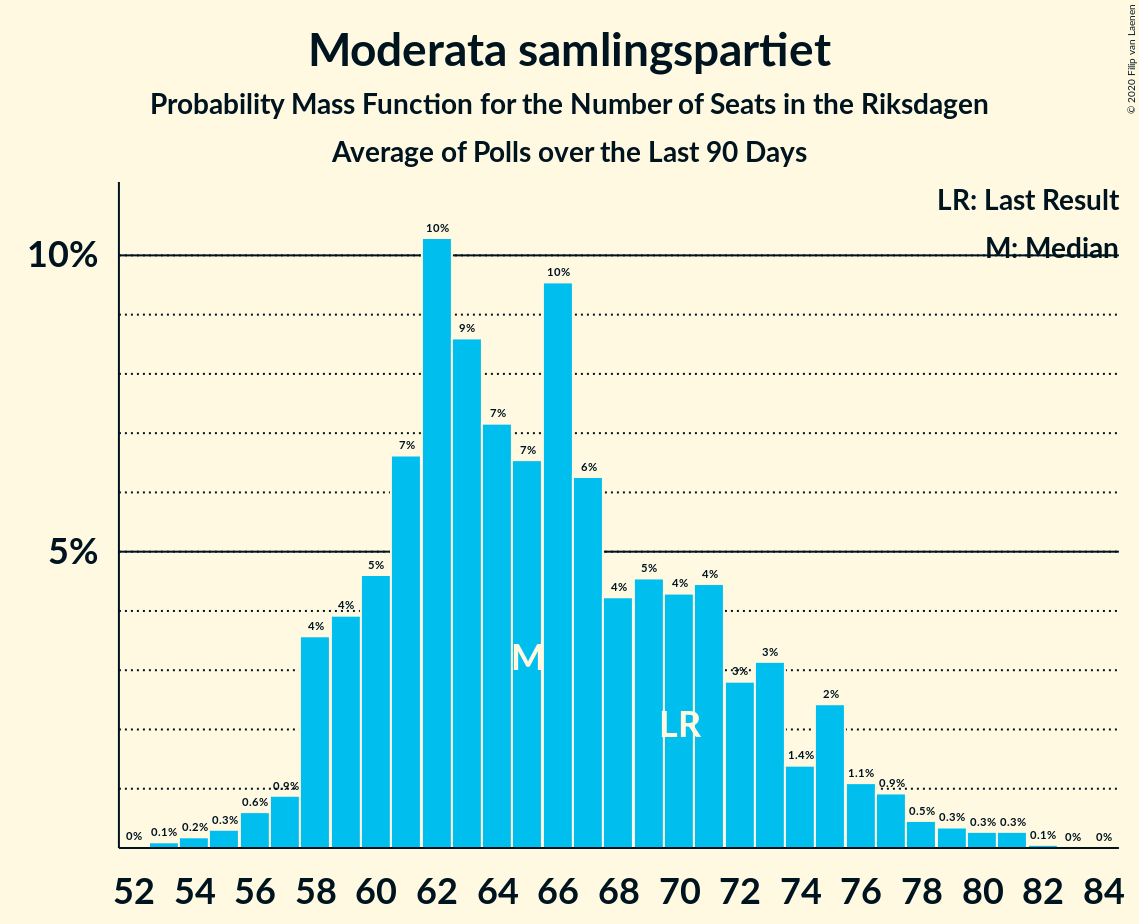 Moderata samlingspartiet
Probability Mass Function for the Number of Seats in the Riksdagen
Average of Polls over the Last 90 Days
© 2020 Filip van Laenen
LR: Last Result
M: Median
10%
5%
0% 0.1% 0.2% 0.3% 0.6% 0.9% 4% 4% 5% 7% 10% 9% 7% 7% 10% 6% 4% 5% 4% 4% 3% 3% 1.4% 2% 1.1% 0.9% 0.5% 0.3% 0.3% 0.3% 0.1% 0% 0%
M
LR
52 54 56 58 60 62 64 66 68 70 72 74 76 78 80 82 84